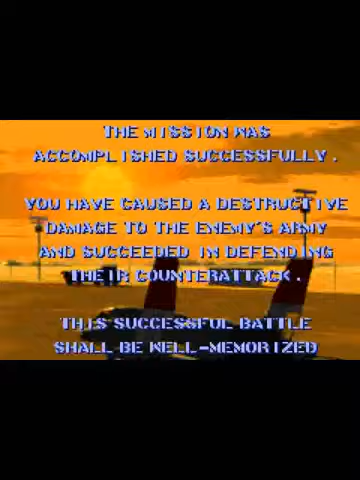 THE MISSION WAS
ACCOMPLISHED SUCCESSFULLY.
YOU HAVE CAUSED A DESTRUCTIVE
DAMAGE TO THE ENEMY'S ARMY
AND SUCCEEDED IN DEFENDING
THEIR COUNTERATTACK.
THIS SUCCESSFUL BATTLE
SHALL BE WELL-MEMORIZED